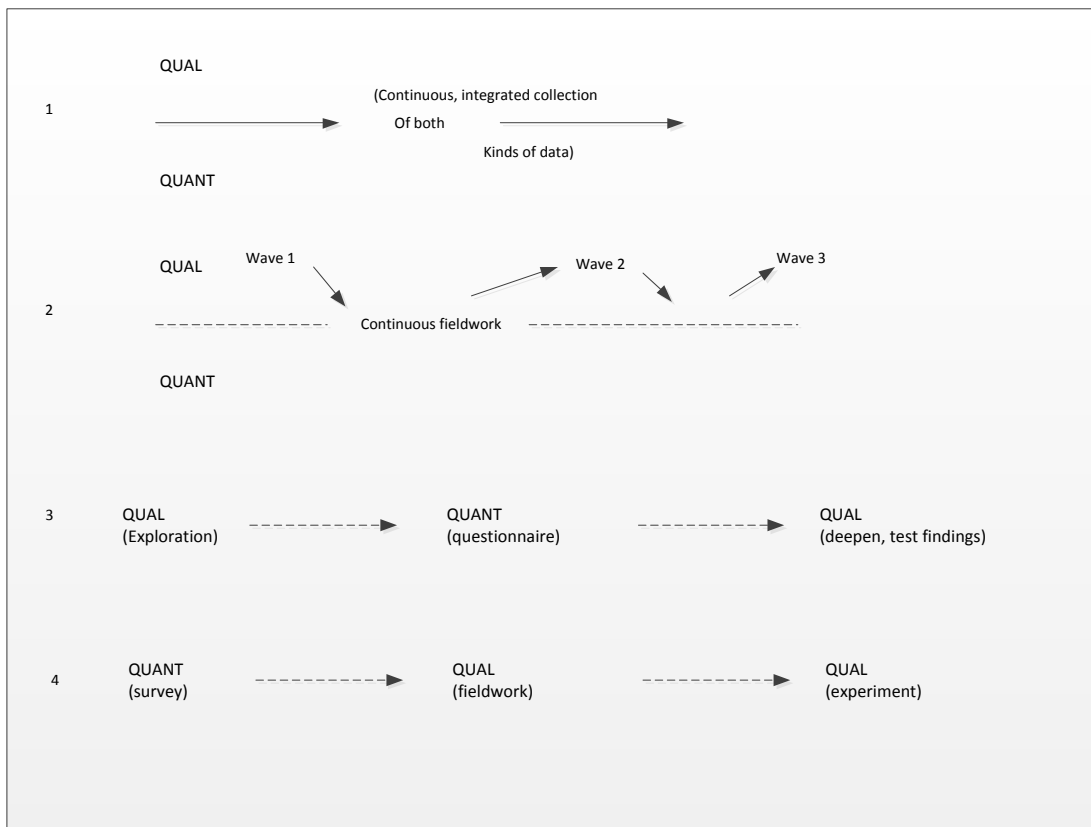 QUAL
1
(Continuous, integrated collection
Of both
Kinds of data)
QUANT
QUAL
Wave 1
Wave 2
Wave 3
2
Continuous fieldwork
QUANT
3
QUAL
(Exploration)
QUANT
(questionnaire)
QUAL
(deepen, test findings)
4
QUANT
(survey)
QUAL
(fieldwork)
QUAL
(experiment)